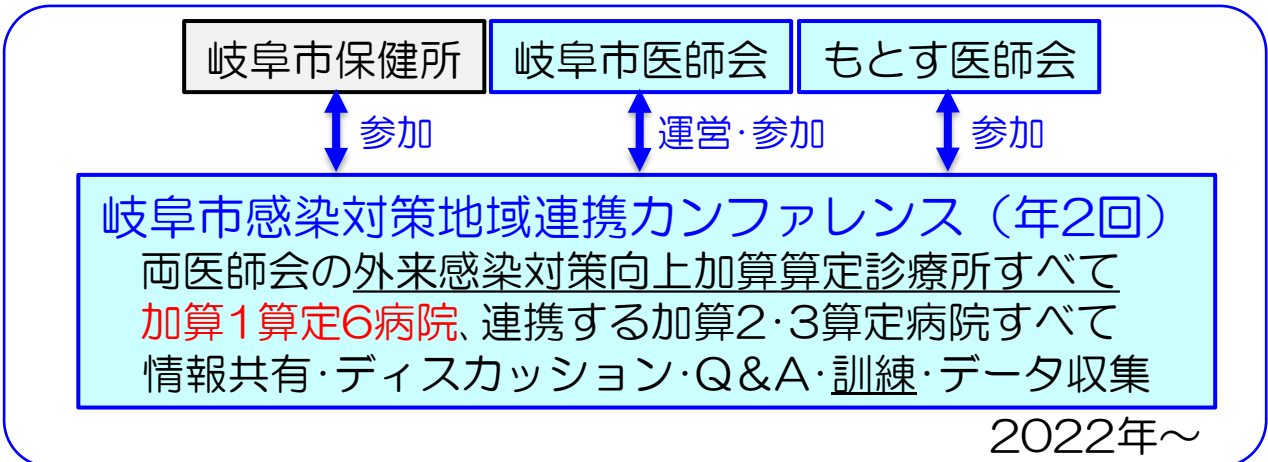 岐阜市保健所 岐阜市医師会 もとす医師会
参加 運営·参加 参加
岐阜市感染対策地域連携カンファレンス（年2回）
両医師会の外来感染対策向上加算算定診療所すべて
加算1算定6病院、連携する加算2·3算定病院すべて
情報共有·ディスカッション·Q&A·訓練·データ収集
2022年～